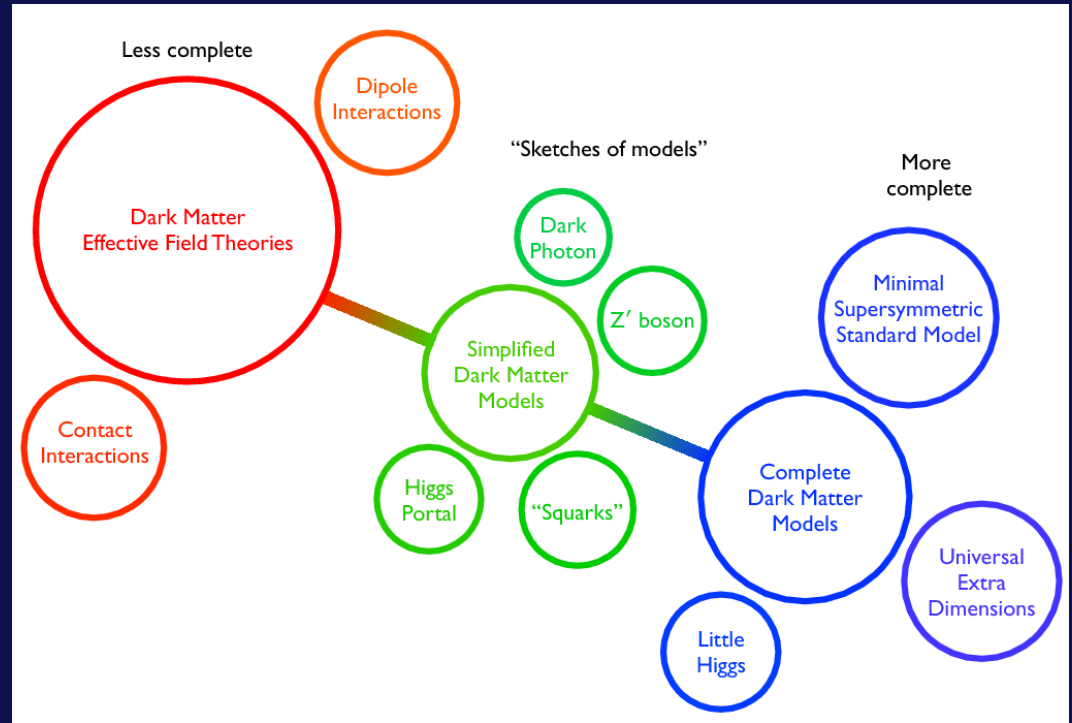 Less complete
Dipole
Interactions
Dark Matter
Effective Field Theories
Contact
Interactions
“Sketches of models”
Dark
Photon
Z′ boson
Simplified
Dark Matter
Models
Higgs
Portal
“Squarks”
More
complete
Minimal
Supersymmetric
Standard Model
Complete
Dark Matter
Models
Universal
Extra
Dimensions
Little
Higgs